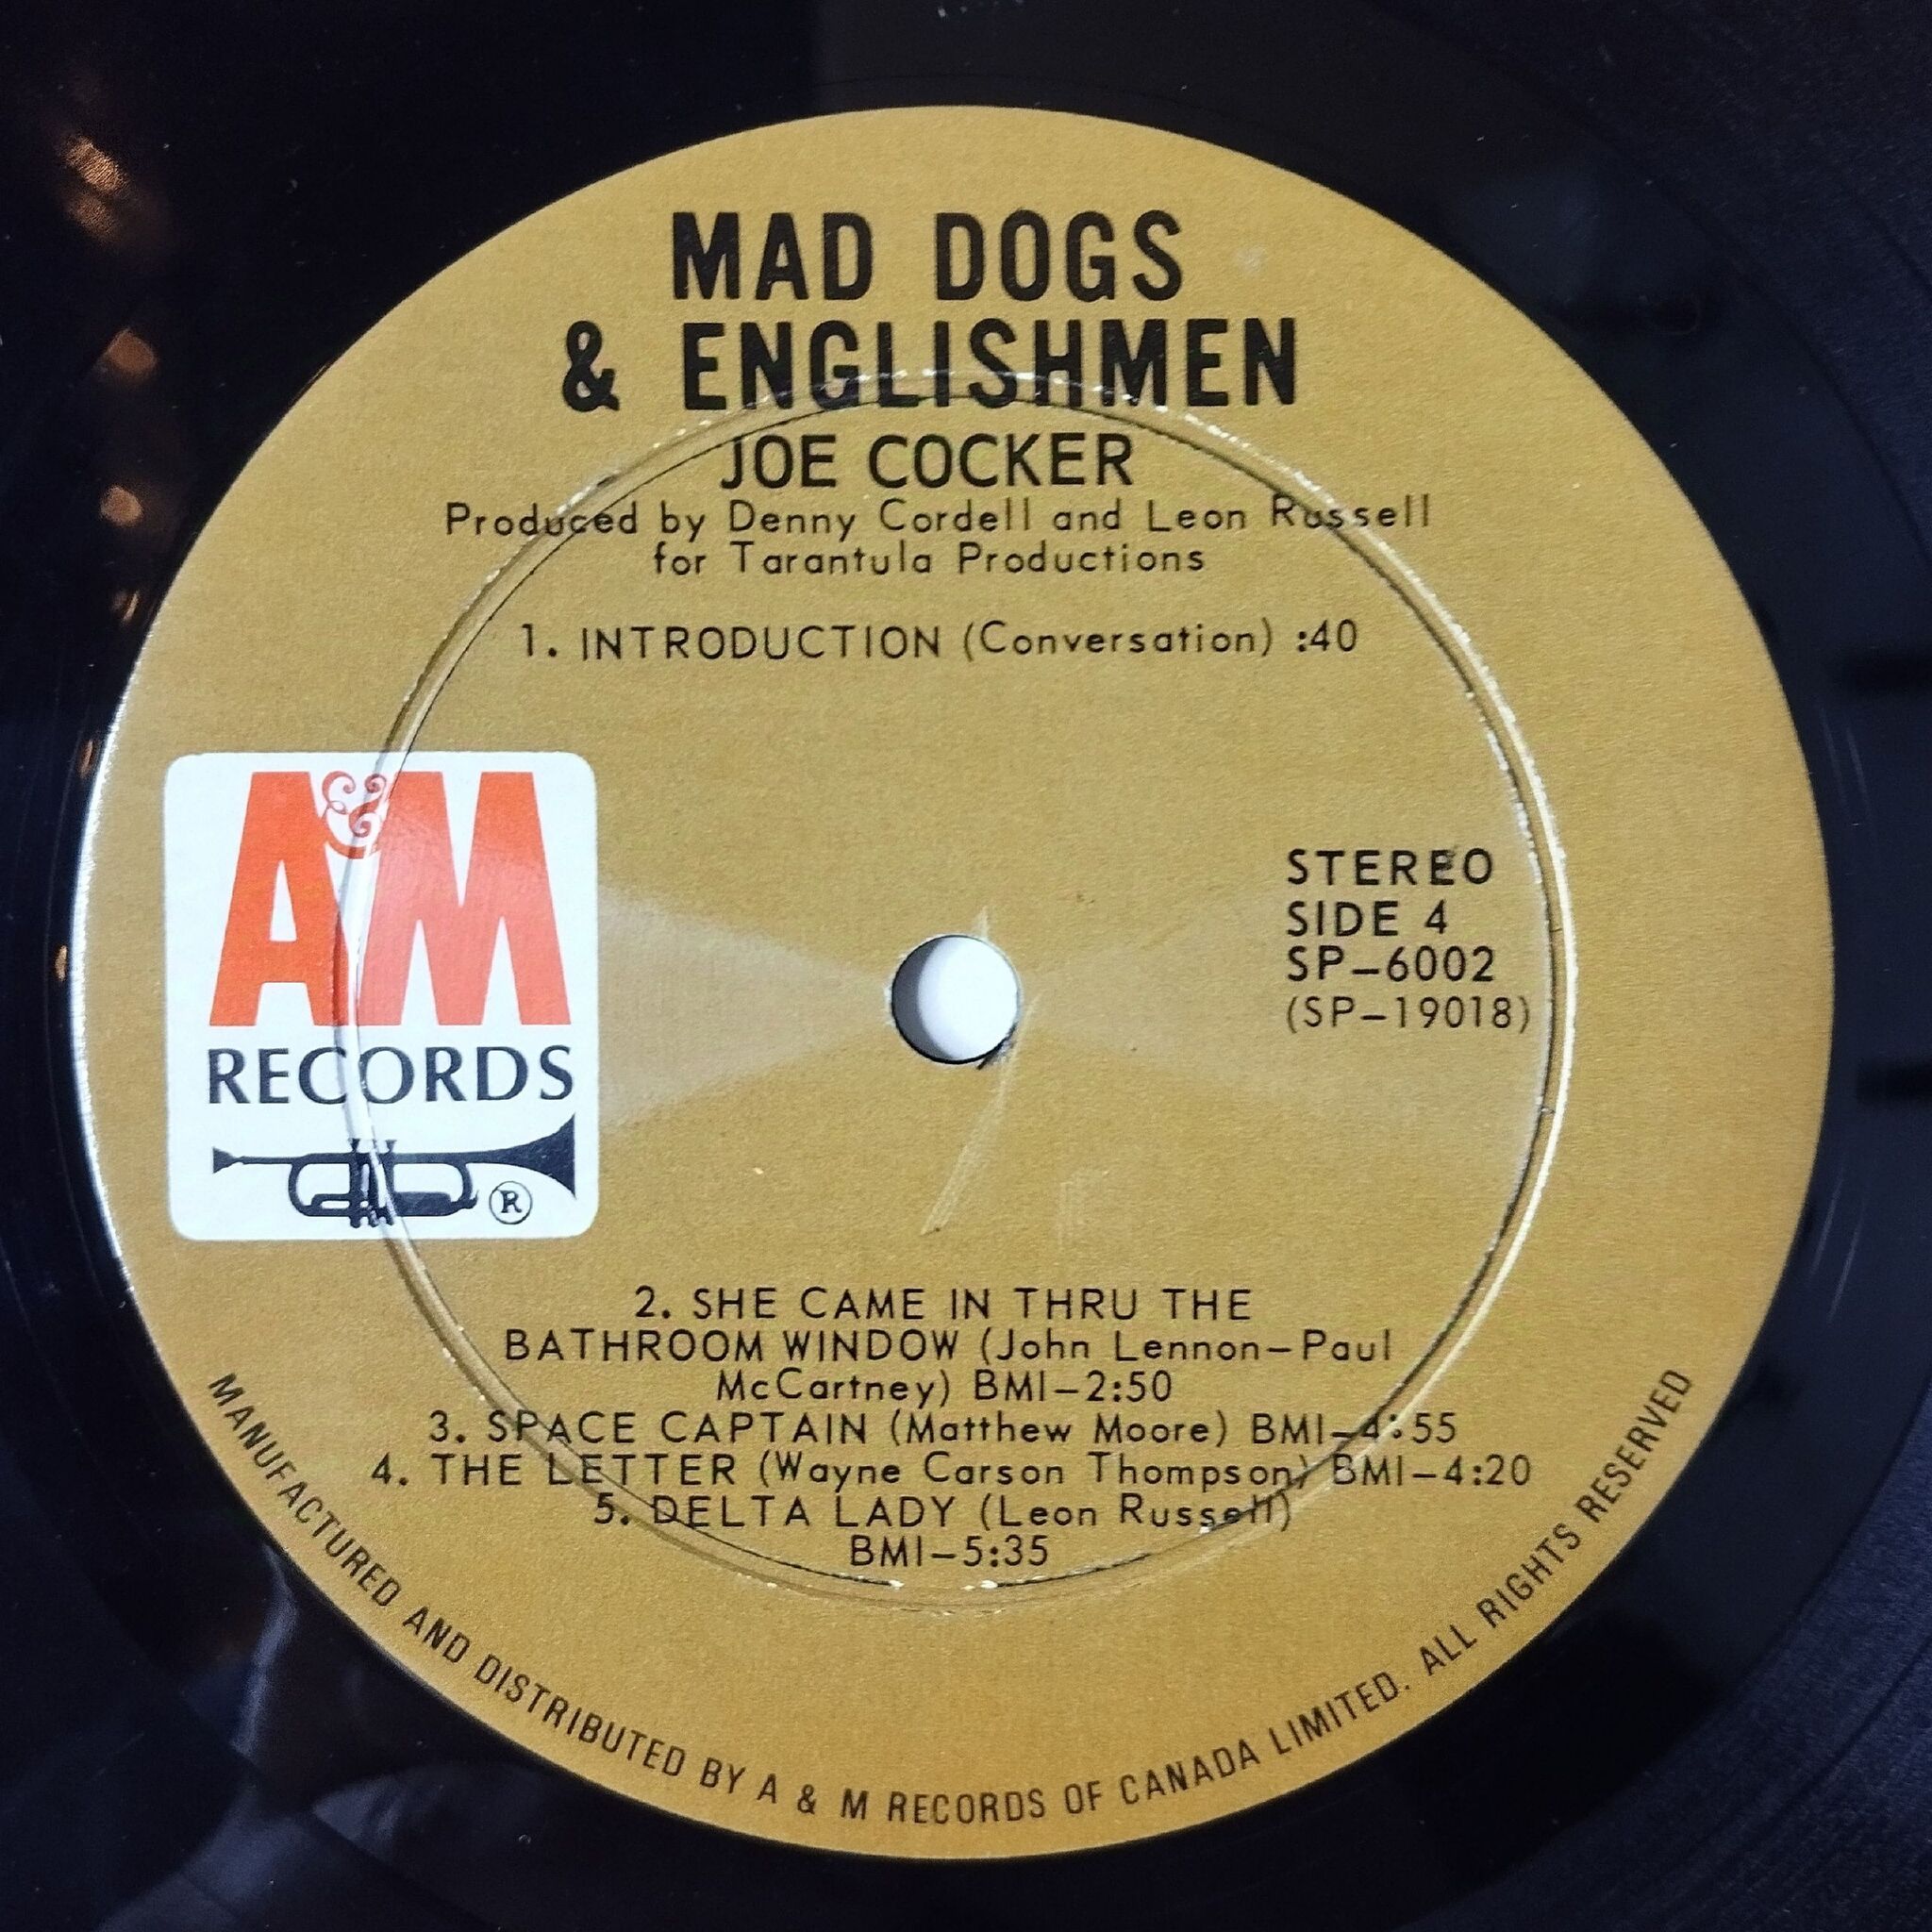 MAD DOGS
& ENGLISHMEN
JOE COCKER
Produced by Denny Cordell and Leon Russell
for Tarantula Productions
1. INTRODUCTION (Conversation) :40
A&M
RECORDS
®
STEREO
SIDE 4
SP-6002
(SP-19018)
2. SHE CAME IN THRU THE
BATHROOM WINDOW (John Lennon-Paul
McCartney) BMI-2:50
3. SPACE CAPTAIN (Matthew Moore) BMI-4:55
4. THE LETTER (Wayne Carson Thompson) BMI-4:20
5. DELTA LADY (Leon Russell)
BMI-5:35
MANUFACTURED AND DISTRIBUTED BY A & M RECORDS OF CANADA LIMITED. ALL RIGHTS RESERVED